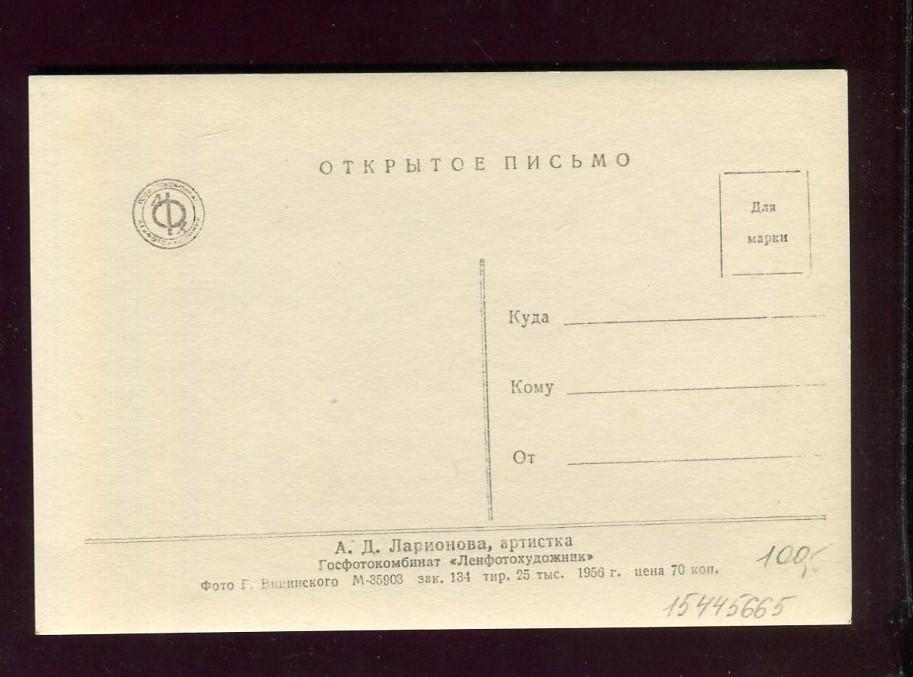 ОТКРЫТОЕ ПИСЬМО
Для
марки
Куда
Кому
От
А. Д. Ларионова, артистка
Госфотокомбинат «Ленфотохудожник»
Фото Г. М-35903 зак. 134 тир. 25 тыс. 1956 г. цена 70 коп.
100,-
15445665